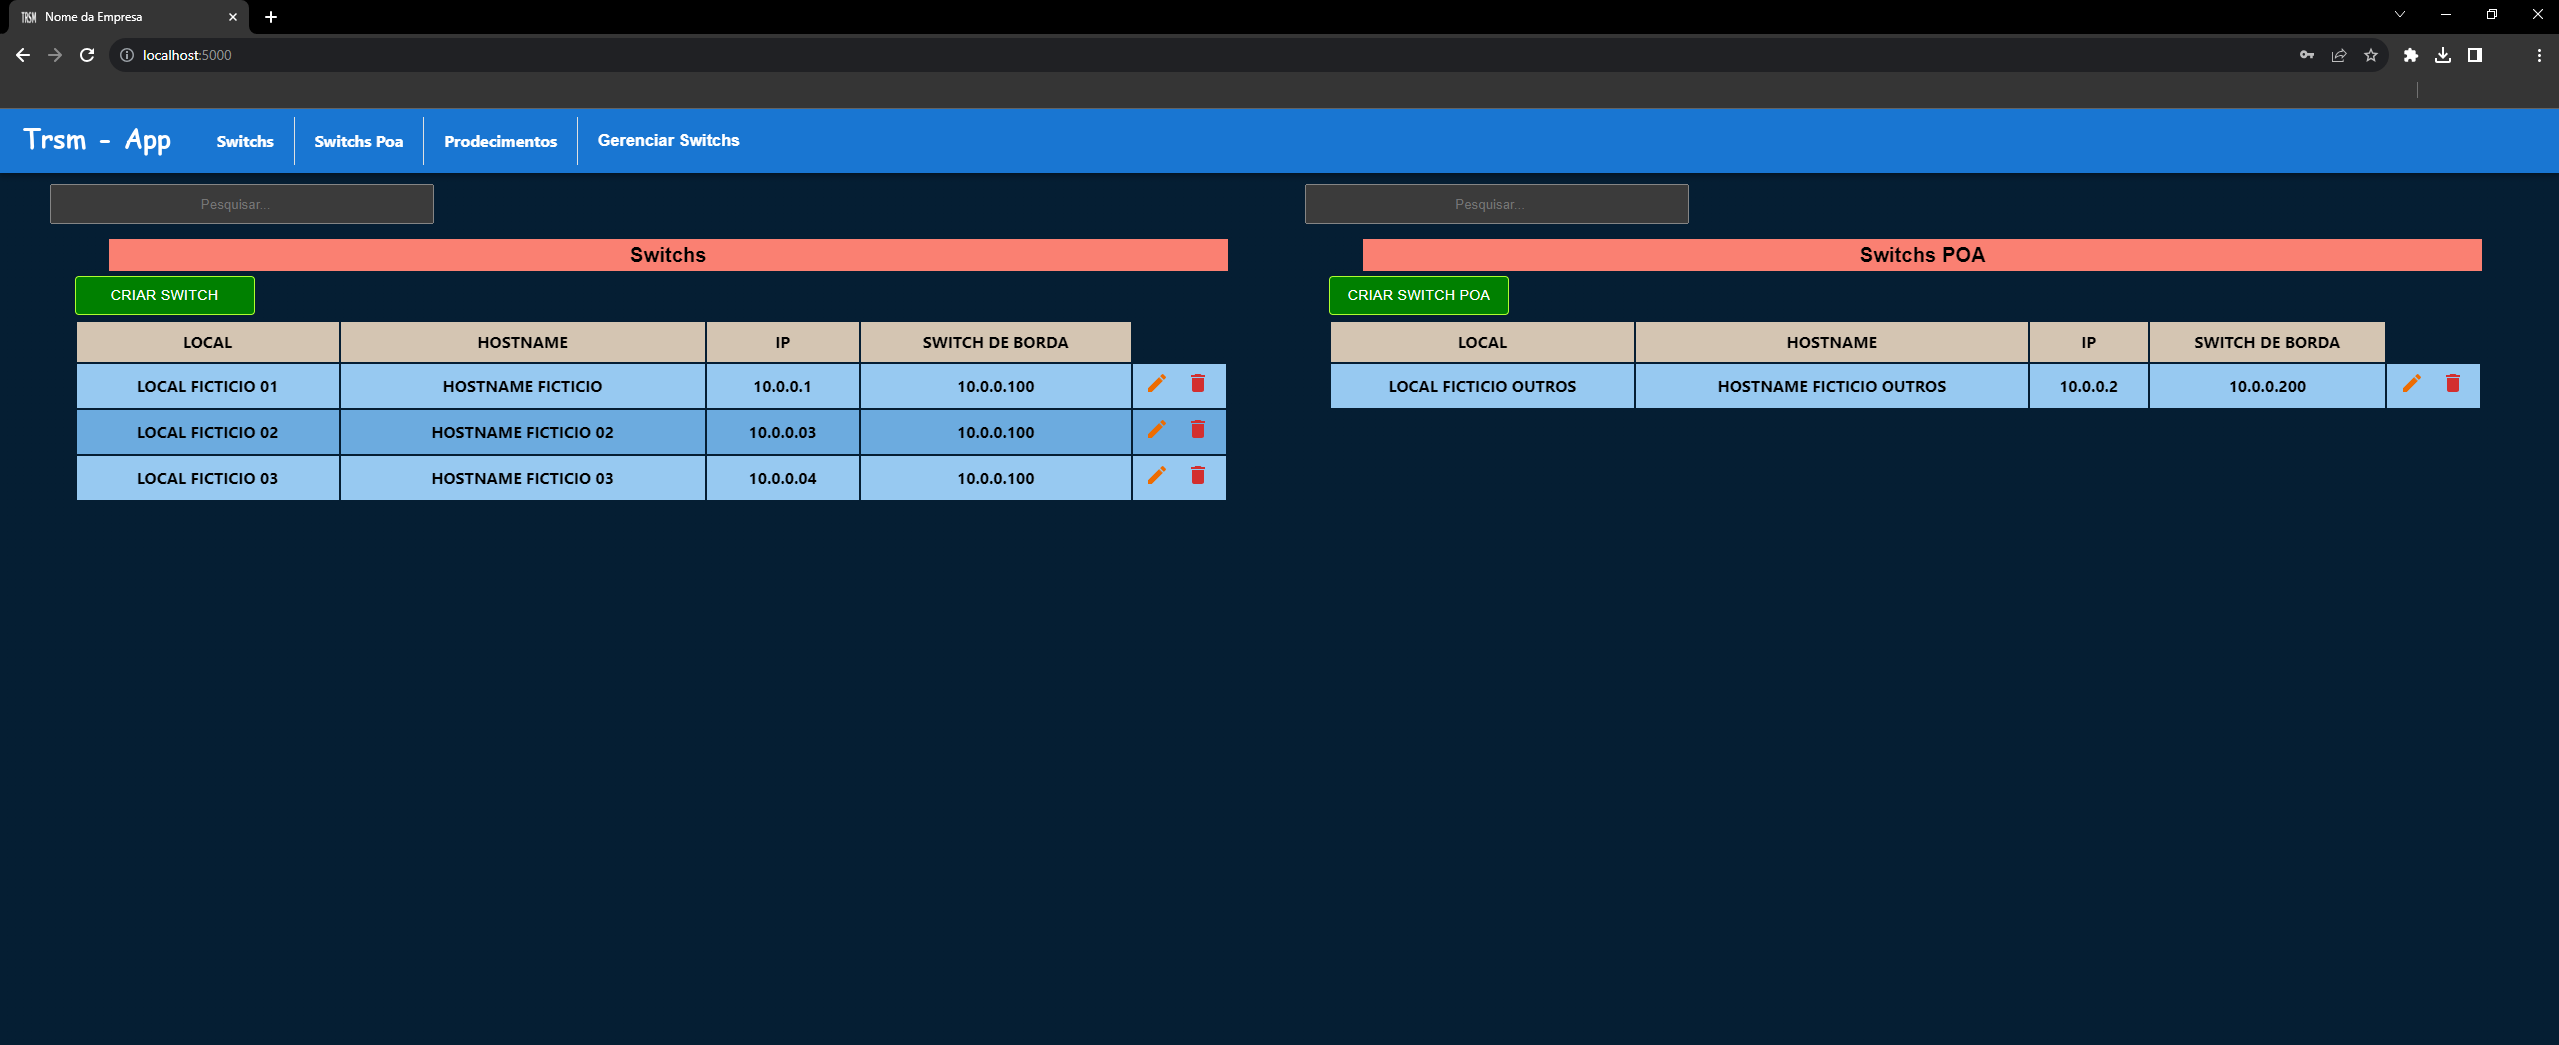 TRSM Nome da Empresa
localhost:5000
Trsm - App Switchs Switchs Poa Prodecimentos Gerenciar Switchs
Pesquisar...
Switchs
CRIAR SWITCH
LOCAL HOSTNAME IP SWITCH DE BORDA
LOCAL FICTICIO 01 HOSTNAME FICTICIO 10.0.0.1 10.0.0.100
LOCAL FICTICIO 02 HOSTNAME FICTICIO 02 10.0.0.03 10.0.0.100
LOCAL FICTICIO 03 HOSTNAME FICTICIO 03 10.0.0.04 10.0.0.100
Pesquisar...
Switchs POA
CRIAR SWITCH POA
LOCAL HOSTNAME IP SWITCH DE BORDA
LOCAL FICTICIO OUTROS HOSTNAME FICTICIO OUTROS 10.0.0.2 10.0.0.200